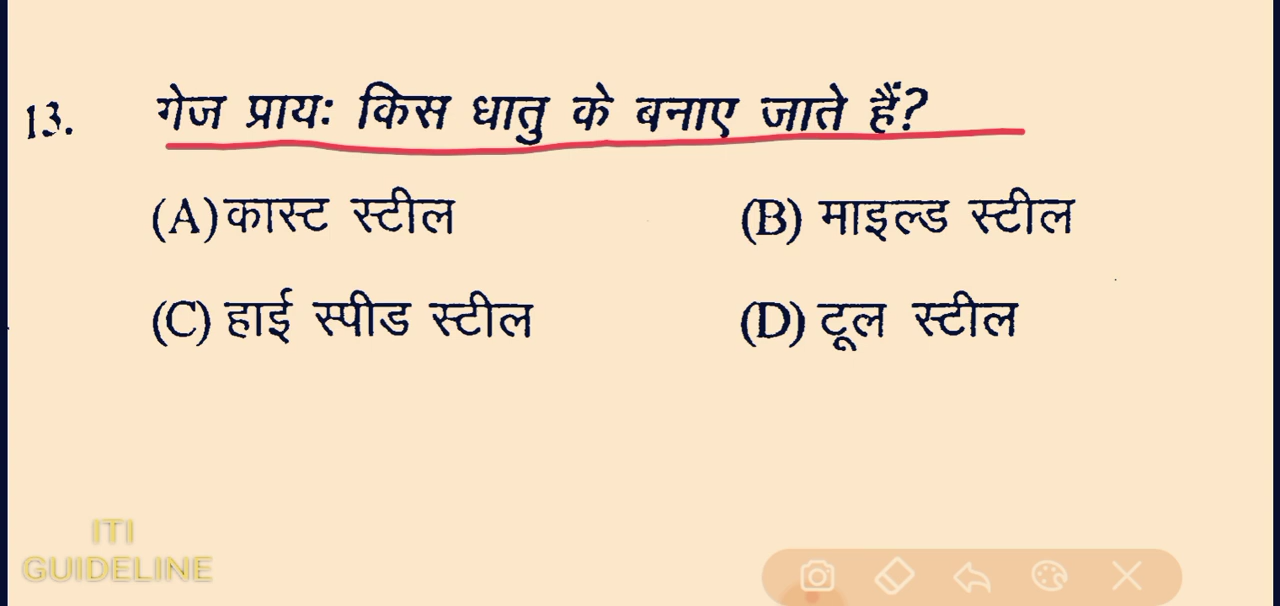 13. गेज प्रायः किस धातु के बनाए जाते हैं?
(A) कास्ट स्टील (B) माइल्ड स्टील
(C) हाई स्पीड स्टील (D) टूल स्टील
ITI
GUIDELINE